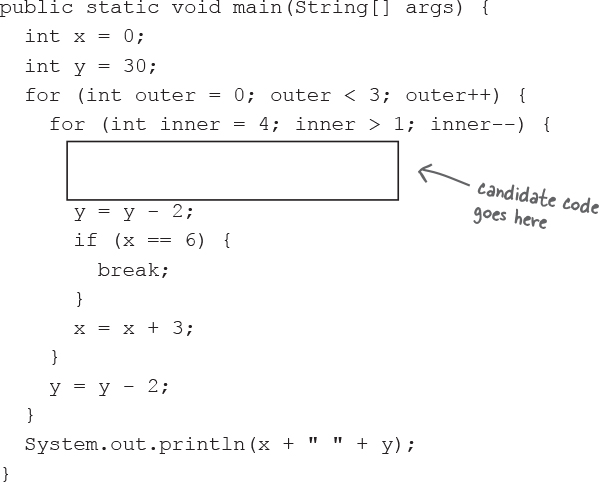 public static void main(String[] args) {
int x = 0;
int y = 30;
for (int outer = 0; outer < 3; outer++) {
for (int inner = 4; inner > 1; inner--) {
candidate code
goes here
y = y - 2;
if (x == 6) {
break;
}
x = x + 3;
}
y = y - 2;
}
System.out.println(x + " " + y);
}